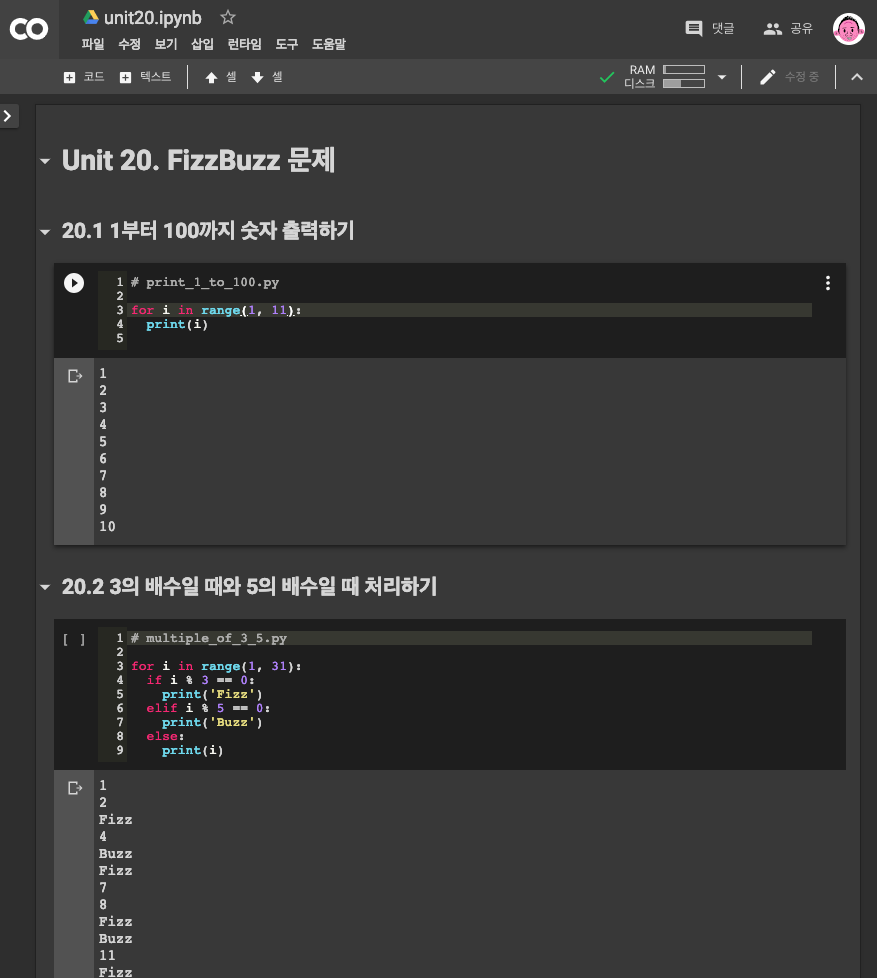 CO
unit20.ipynb
파일 수정 보기 삽입 런타임 도구 도움말
댓글 공유
코드 텍스트 셀 셀
RAM
디스크
수정 중
Unit 20. FizzBuzz 문제
20.1 1부터 100까지 숫자 출력하기
1 # print_1_to_100.py
2
3 for i in range(1, 11):
4   print(i)
5
1
2
3
4
5
6
7
8
9
10
20.2 3의 배수일 때와 5의 배수일 때 처리하기
[ ] 1 # multiple_of_3_5.py
2
3 for i in range(1, 31):
4   if i % 3 == 0:
5     print('Fizz')
6   elif i % 5 == 0:
7     print('Buzz')
8   else:
9     print(i)
1
2
Fizz
4
Buzz
Fizz
7
8
Fizz
Buzz
11
Fizz